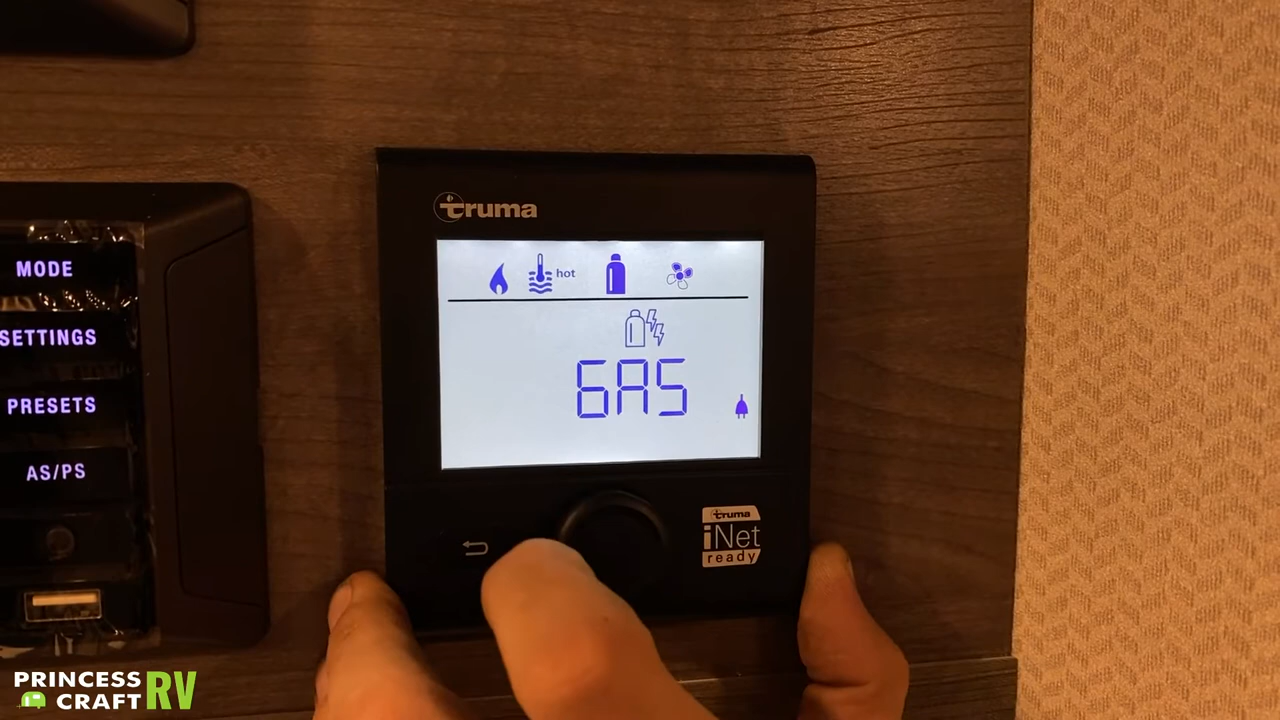 truma
hot
GAS
MODE
SETTINGS
PRESETS
AS/PS
truma
iNet
ready
PRINCESS
CRAFT RV